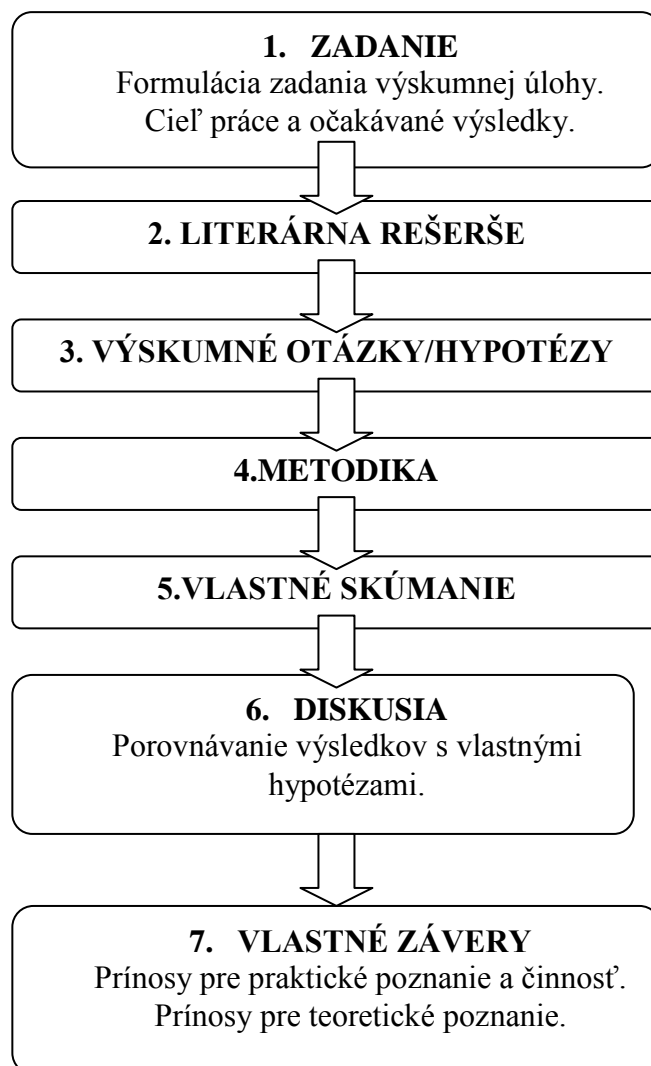 1. ZADANIE
Formulácia zadania výskumnej úlohy.
Cieľ práce a očakávané výsledky.
2. LITERÁRNA REŠERŠE
3. VÝSKUMNÉ OTÁZKY/HYPOTÉZY
4.METODIKA
5.VLASTNÉ SKÚMANIE
6. DISKUSIA
Porovnávanie výsledkov s vlastnými
hypotézami.
7. VLASTNÉ ZÁVERY
Prínosy pre praktické poznanie a činnosť.
Prínosy pre teoretické poznanie.